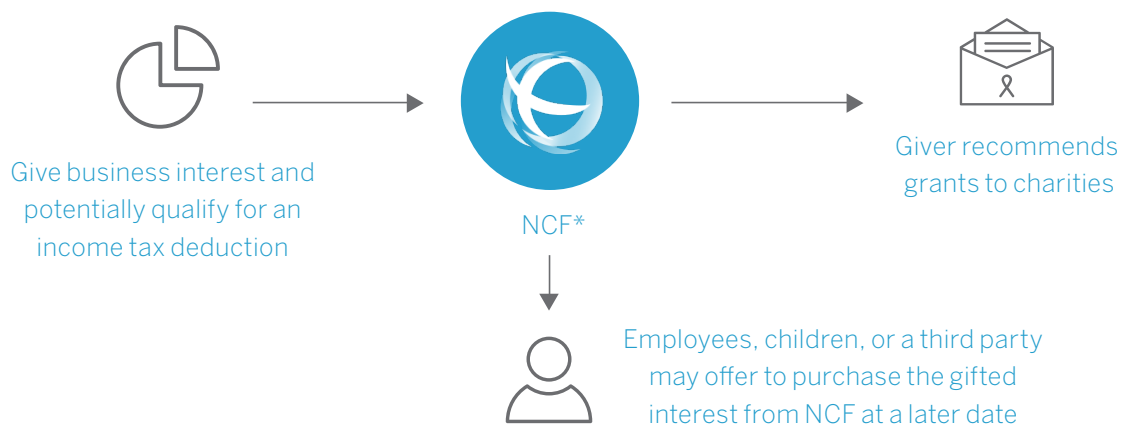 Give business interest and
potentially qualify for an
income tax deduction
NCF*
Giver recommends
grants to charities
Employees, children, or a third party
may offer to purchase the gifted
interest from NCF at a later date